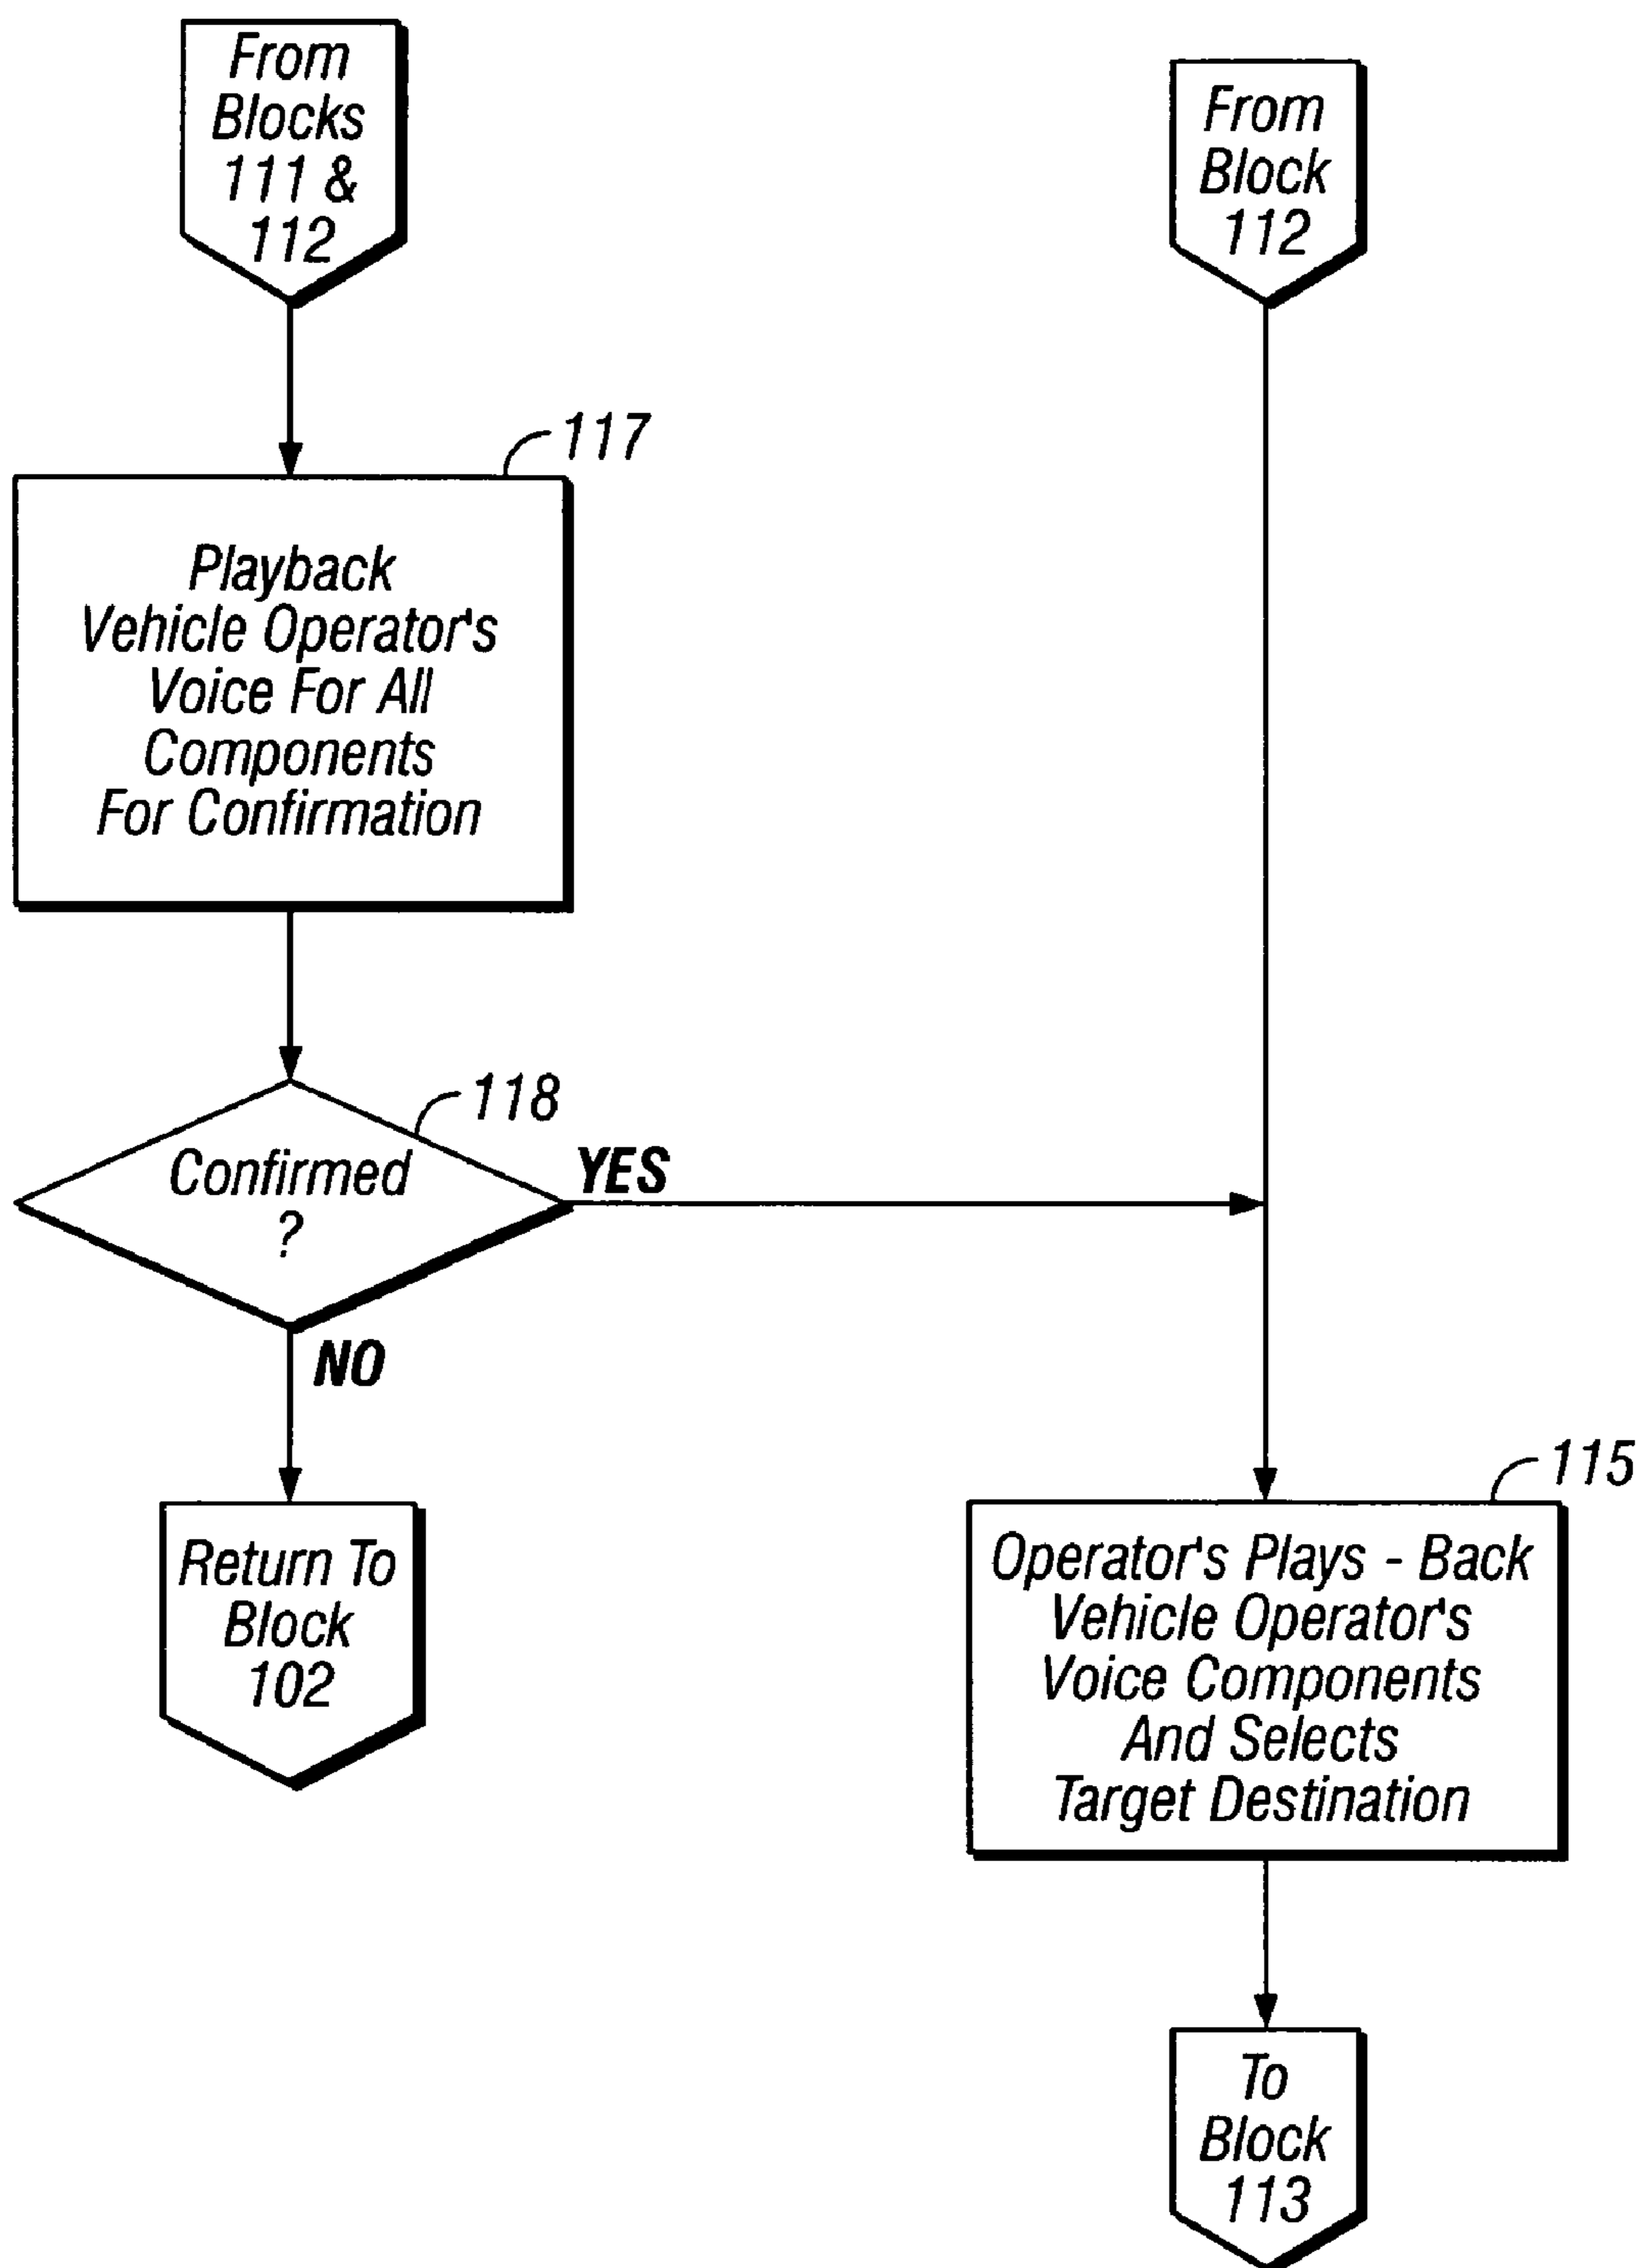 From
Blocks
111 &
112
From
Block
112
117
Playback
Vehicle Operator's
Voice For All
Components
For Confirmation
118
Confirmed
?
YES
NO
Return To
Block
102
115
Operator's Plays - Back
Vehicle Operator's
Voice Components
And Selects
Target Destination
To
Block
113